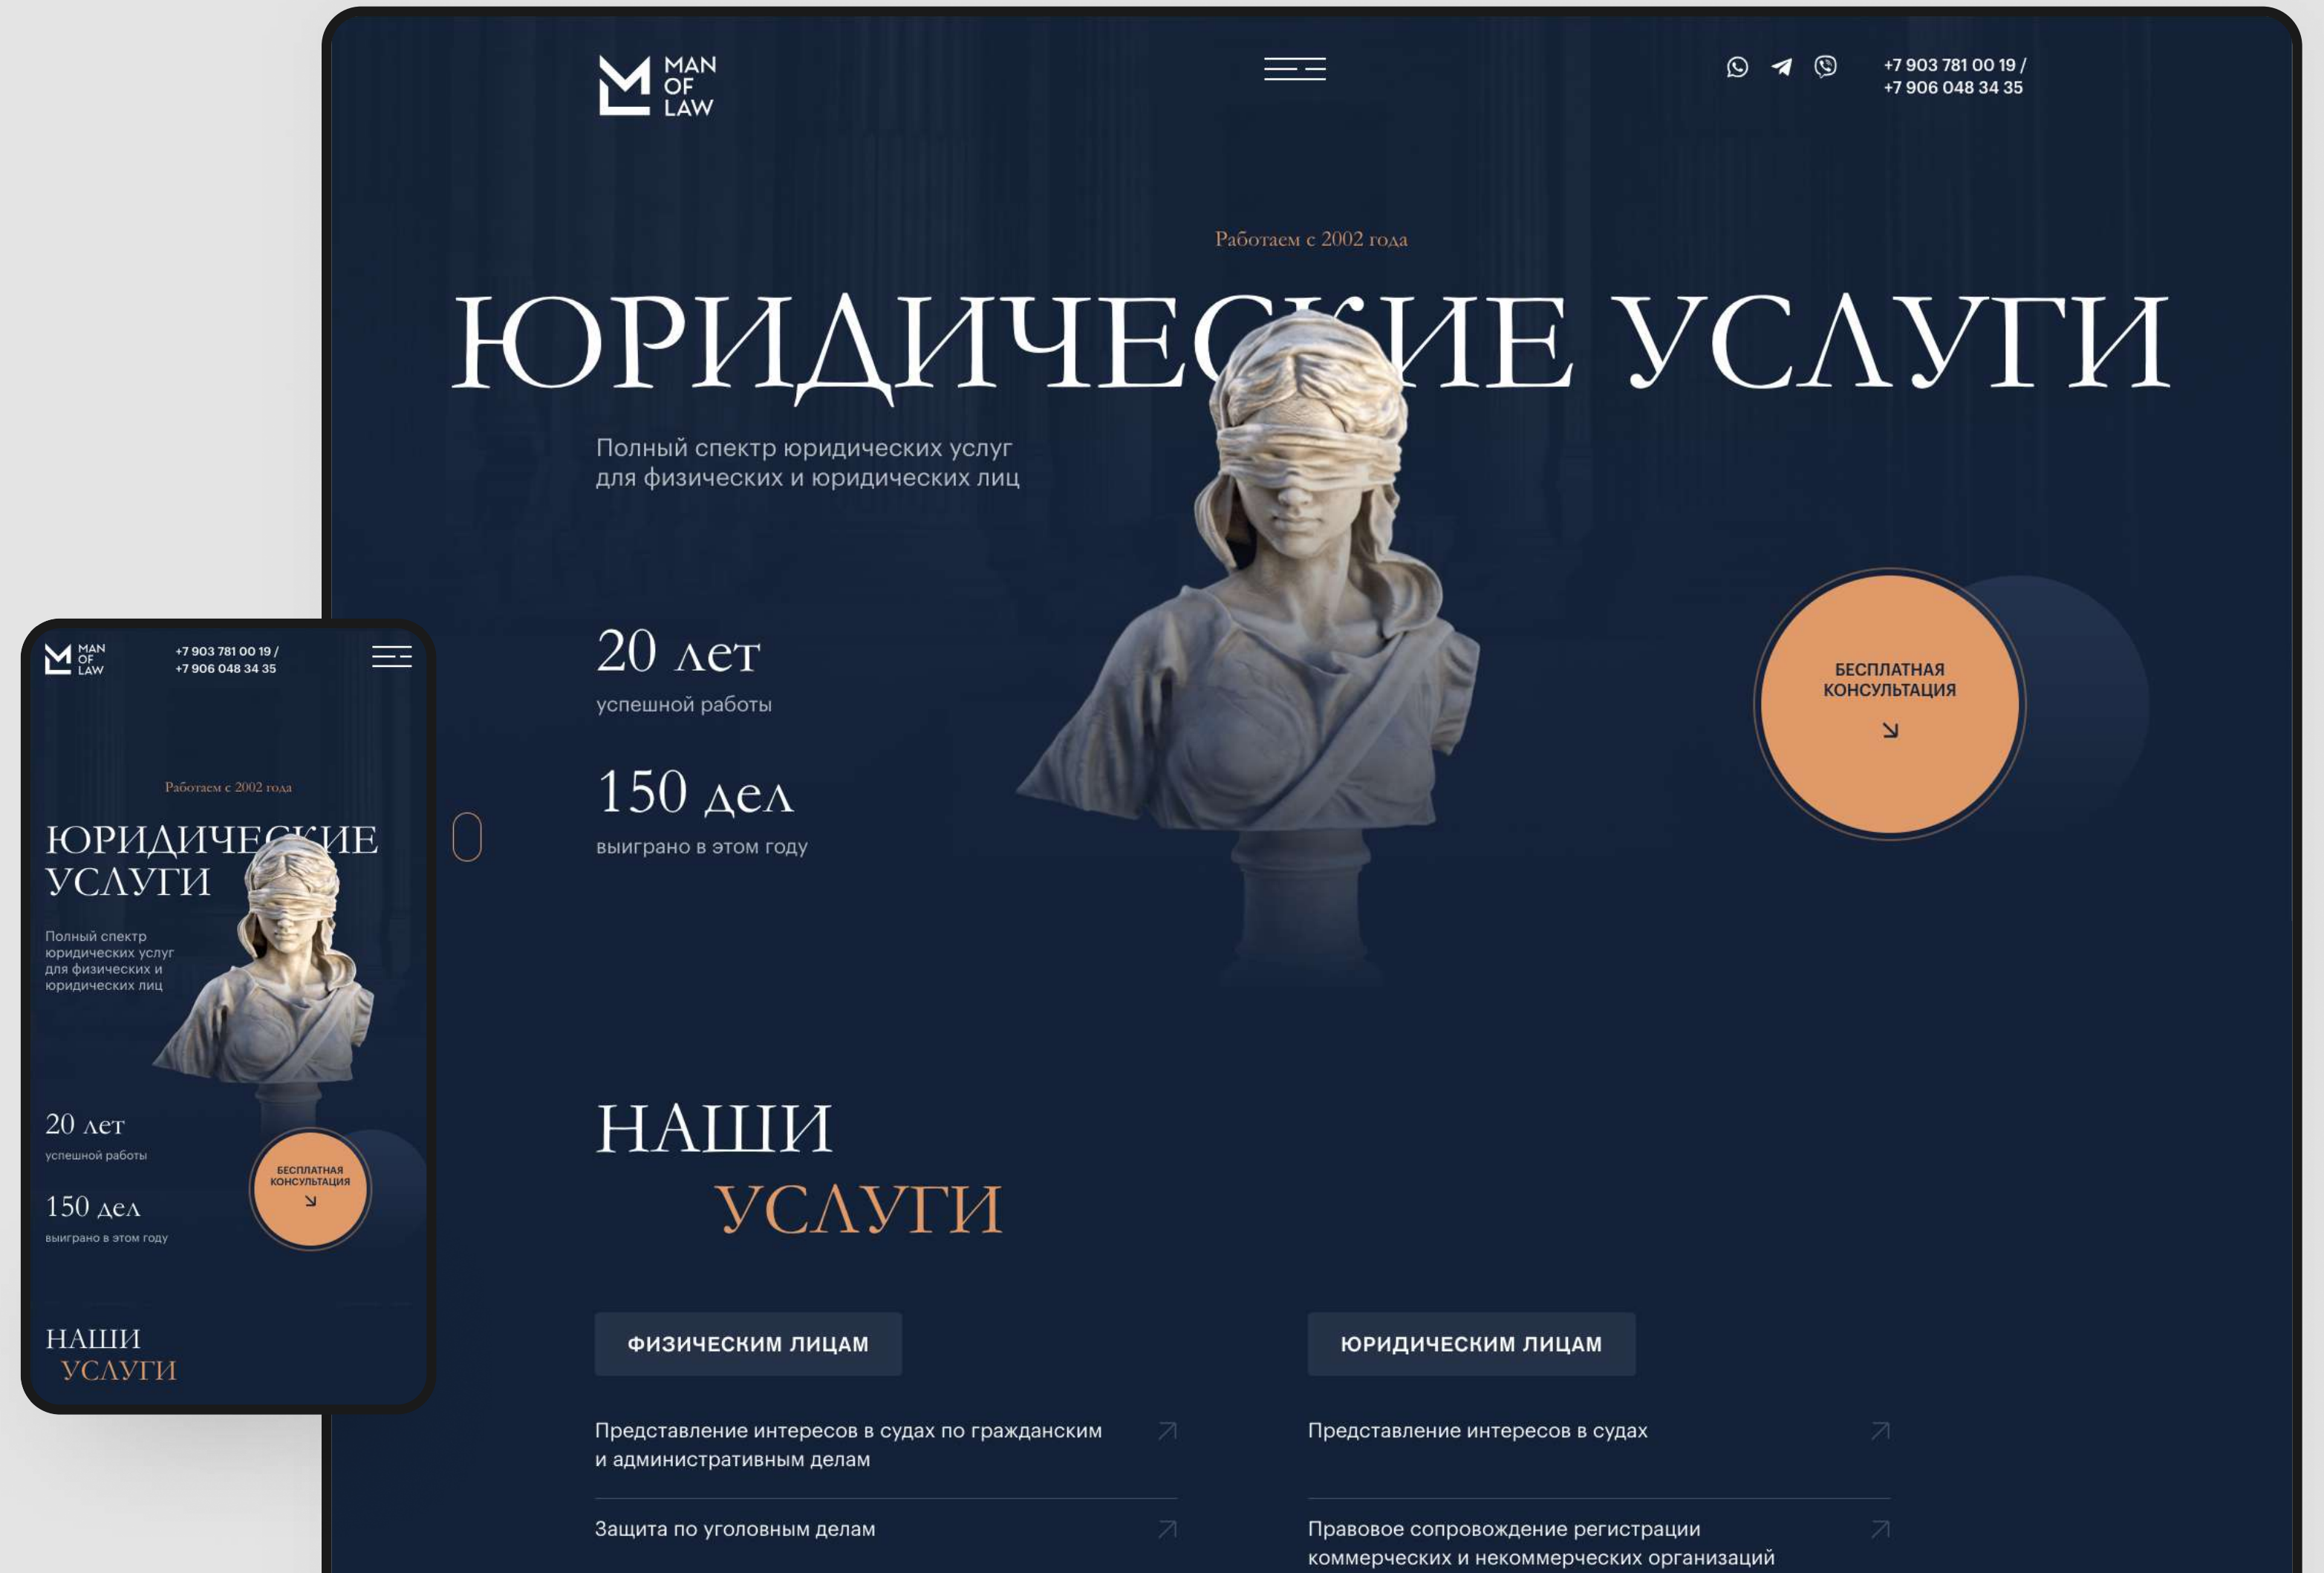 MAN
OF
LAW
+7 903 781 00 19 /
+7 906 048 34 35
Работаем с 2002 года
ЮРИДИЧЕСКИЕ УСЛУГИ
Полный спектр юридических услуг
для физических и юридических лиц
20 лет
успешной работы
150 дел
выиграно в этом году
БЕСПЛАТНАЯ
КОНСУЛЬТАЦИЯ
НАШИ
УСЛУГИ
ФИЗИЧЕСКИМ ЛИЦАМ
Представление интересов в судах по гражданским
и административным делам
Защита по уголовным делам
ЮРИДИЧЕСКИМ ЛИЦАМ
Представление интересов в судах
Правовое сопровождение регистрации
коммерческих и некоммерческих организаций
MAN
OF
LAW
+7 903 781 00 19 /
+7 906 048 34 35
Работаем с 2002 года
ЮРИДИЧЕСКИЕ
УСЛУГИ
Полный спектр
юридических услуг
для физических и
юридических лиц
20 лет
успешной работы
150 дел
выиграно в этом году
БЕСПЛАТНАЯ
КОНСУЛЬТАЦИЯ
НАШИ
УСЛУГИ